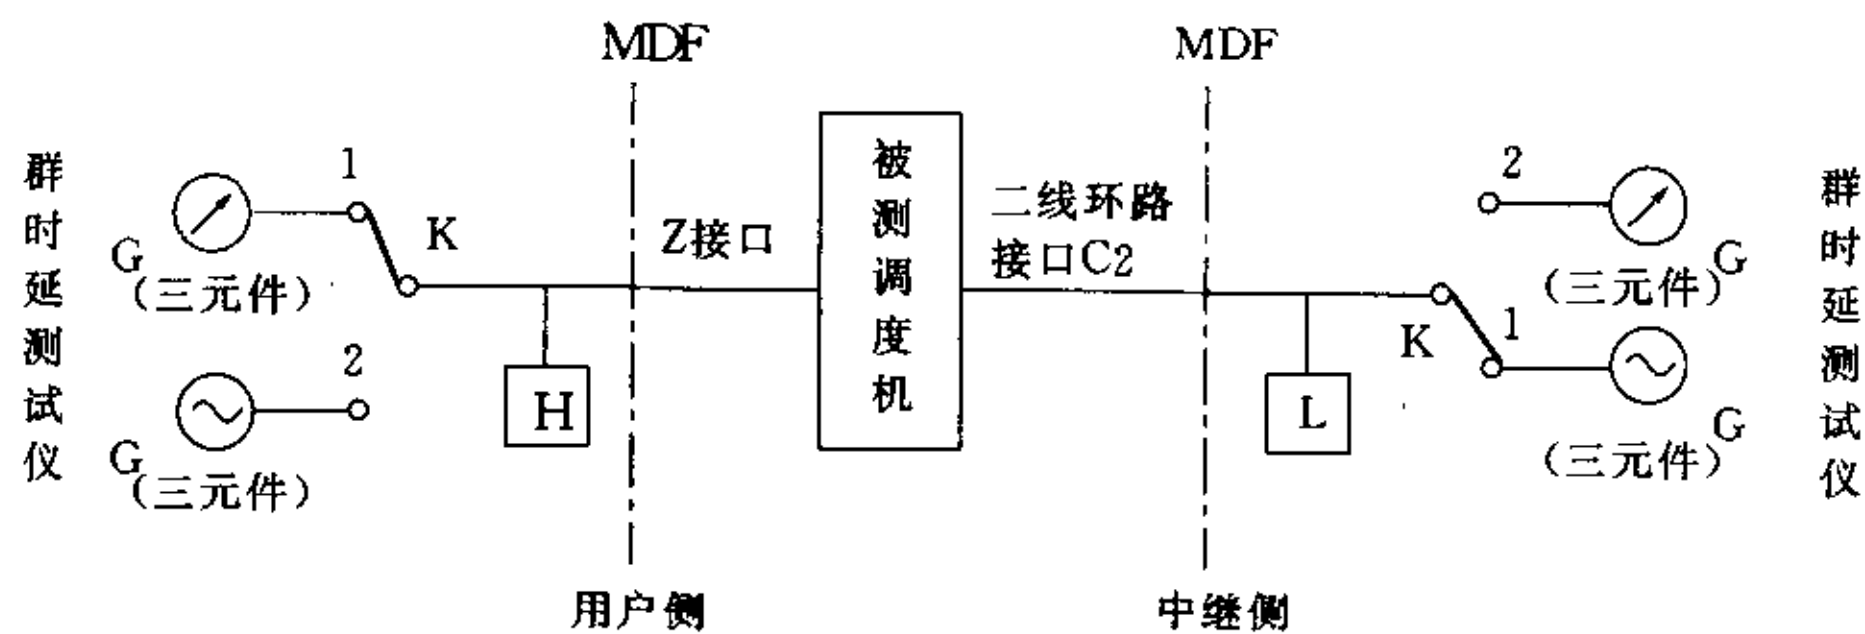 MDF
MDF
群时延测试仪
1
K
G
(三元件)
2
G
(三元件)
H
Z接口
被测调度机
二线环路
接口C2
L
K
2
1
G
(三元件)
G
(三元件)
群时延测试仪
用户侧
中继侧